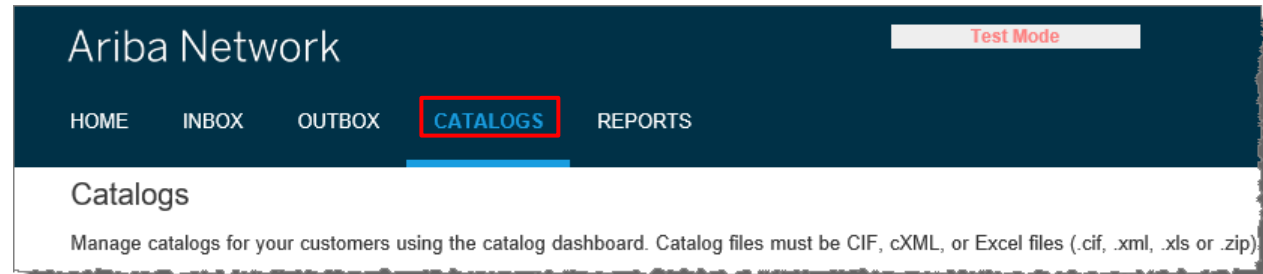 Ariba Network
Test Mode
HOME INBOX OUTBOX CATALOGS REPORTS
Catalogs
Manage catalogs for your customers using the catalog dashboard. Catalog files must be CIF, cXML, or Excel files (.cif, .xml, .xls or .zip)